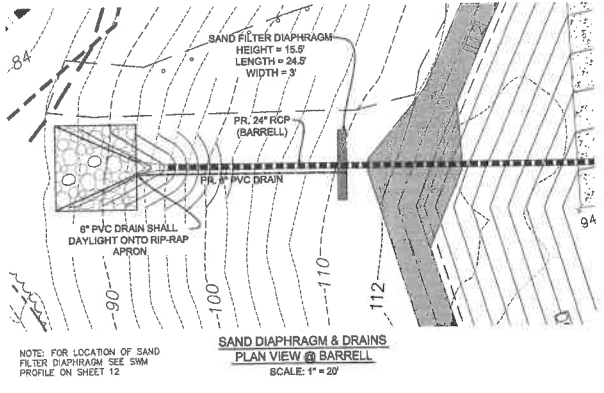 84
SAND FILTER DIAPHRAGM
HEIGHT = 15.5'
LENGTH = 24.5'
WIDTH = 3'
PR. 24" RCP
(BARRELL)
PR. 6" PVC DRAIN
6" PVC DRAIN SHALL
DAYLIGHT ONTO RIP-RAP
APRON
90
100
110
112
94
NOTE: FOR LOCATION OF SAND
FILTER DIAPHRAGM SEE SWM
PROFILE ON SHEET 12
SAND DIAPHRAGM & DRAINS
PLAN VIEW @ BARRELL
SCALE: 1" = 20'